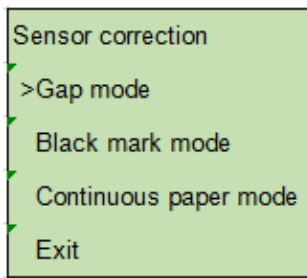 Sensor correction
>Gap mode
Black mark mode
Continuous paper mode
Exit